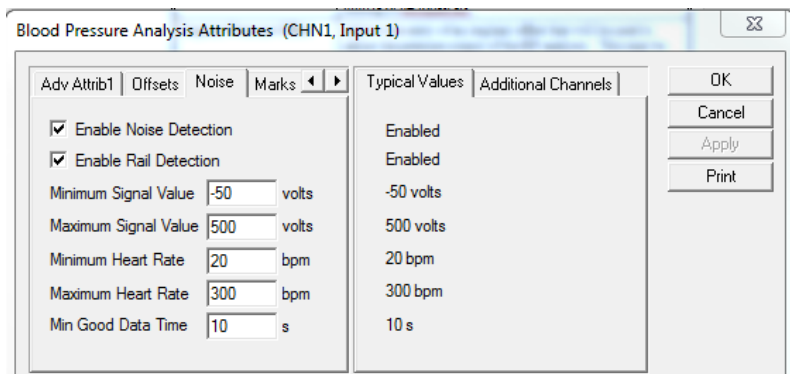 Blood Pressure Analysis Attributes (CHN1, Input 1)
Adv Attrib1 Offsets Noise Marks
Enable Noise Detection
Enable Rail Detection
Minimum Signal Value -50 volts
Maximum Signal Value 500 volts
Minimum Heart Rate 20 bpm
Maximum Heart Rate 300 bpm
Min Good Data Time 10 s
Typical Values Additional Channels
Enabled
Enabled
-50 volts
500 volts
20 bpm
300 bpm
10 s
OK
Cancel
Apply
Print